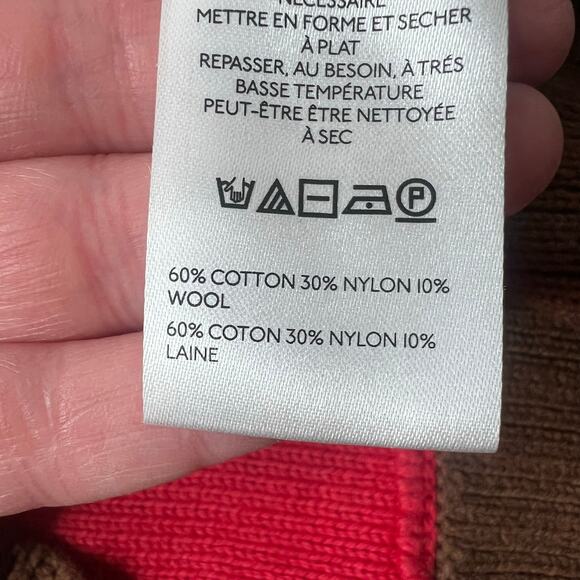 NÉCESSAIRE
METTRE EN FORME ET SECHER
À PLAT
REPASSER, AU BESOIN, À TRÉS
BASSE TEMPÉRATURE
PEUT-ÊTRE ÊTRE NETTOYÉE
À SEC
P
60% COTTON 30% NYLON 10%
WOOL
60% COTON 30% NYLON 10%
LAINE